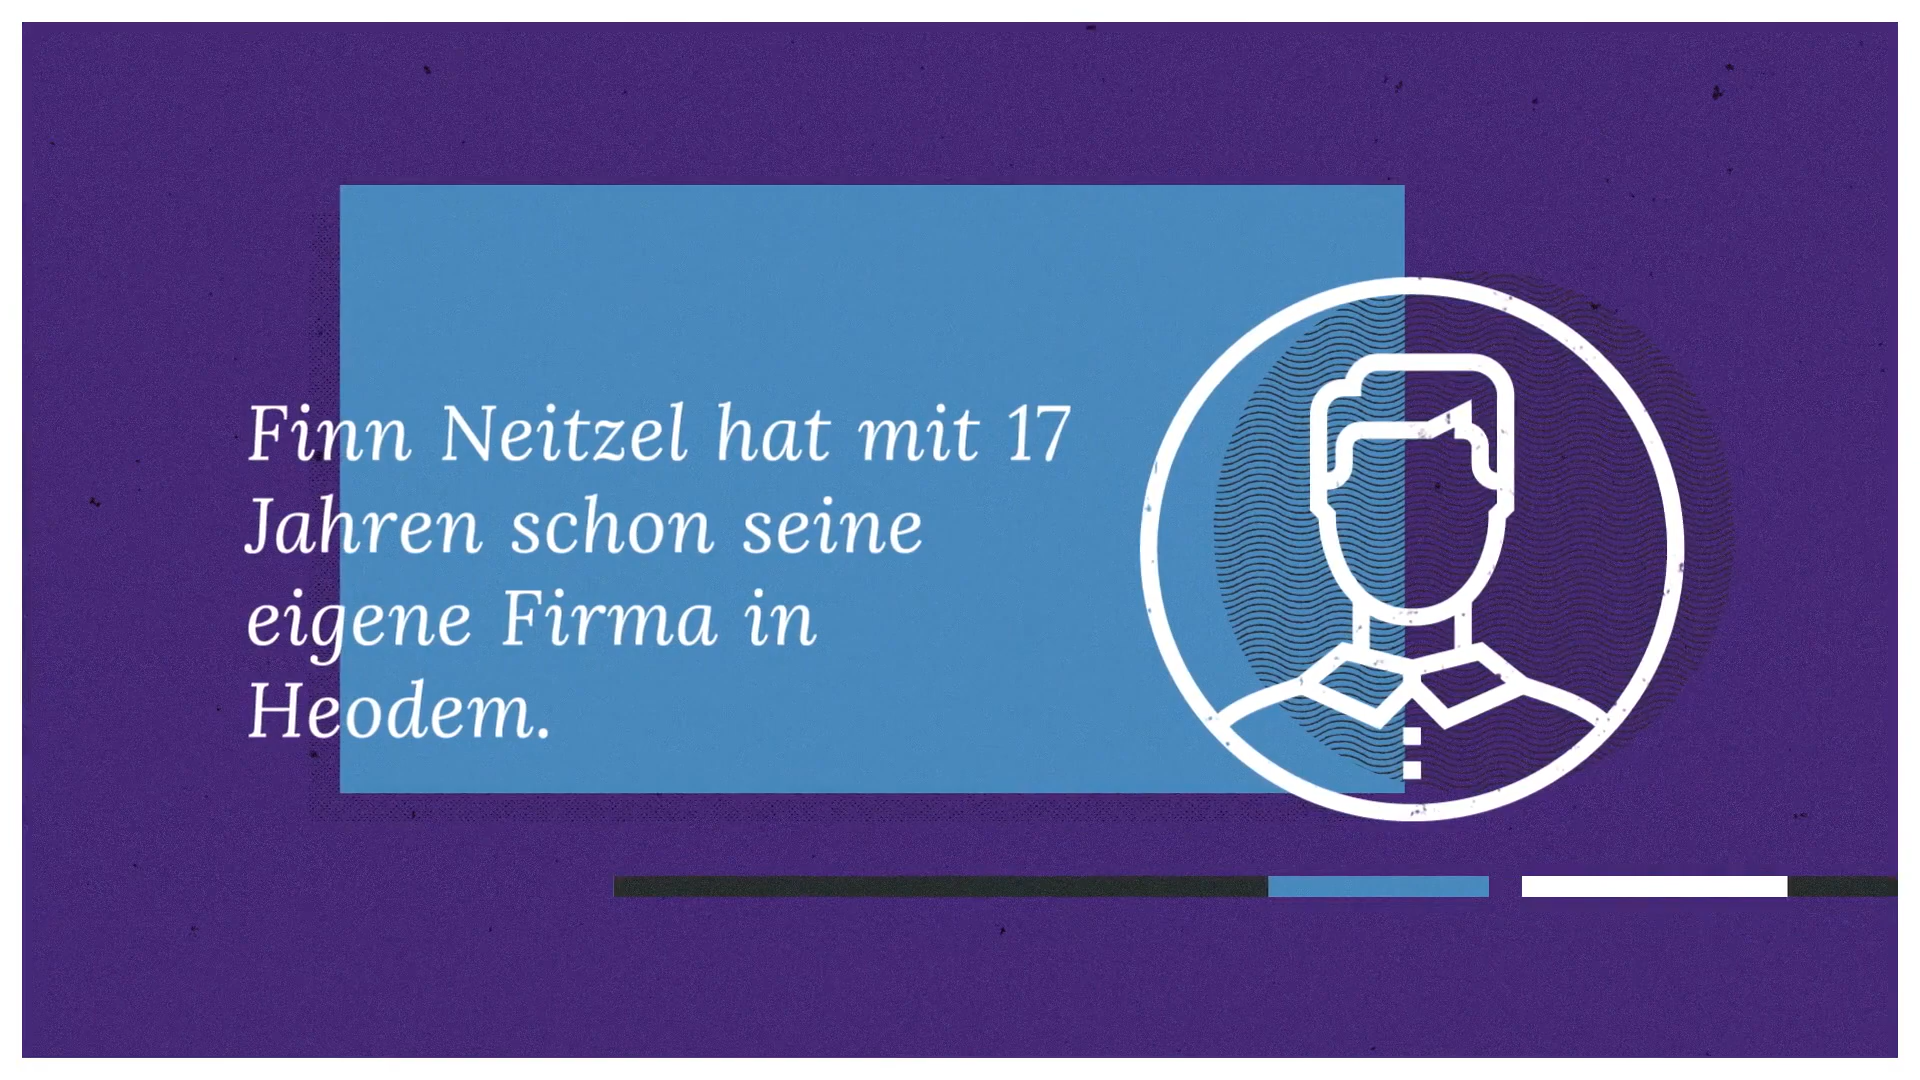 Finn Neitzel hat mit 17
Jahren schon seine
eigene Firma in
Heodem.